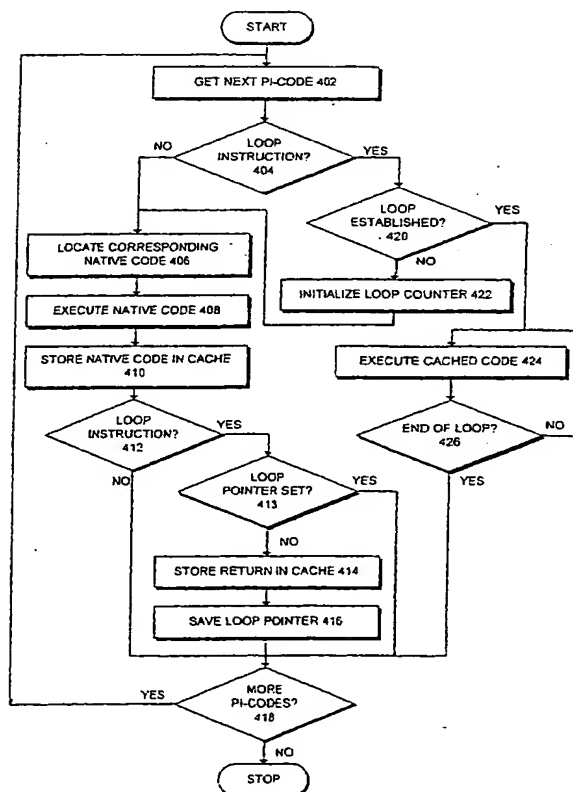 START
GET NEXT PI-CODE 402
NO
LOOP
INSTRUCTION?
404
YES
LOOP
ESTABLISHED?
420
YES
NO
LOCATE CORRESPONDING
NATIVE CODE 406
INITIALIZE LOOP COUNTER 422
EXECUTE NATIVE CODE 408
STORE NATIVE CODE IN CACHE
410
EXECUTE CACHED CODE 424
LOOP
INSTRUCTION?
412
YES
NO
END OF LOOP?
426
NO
YES
LOOP
POINTER SET?
413
YES
NO
STORE RETURN IN CACHE 414
SAVE LOOP POINTER 416
YES
MORE
PI-CODES?
418
NO
STOP